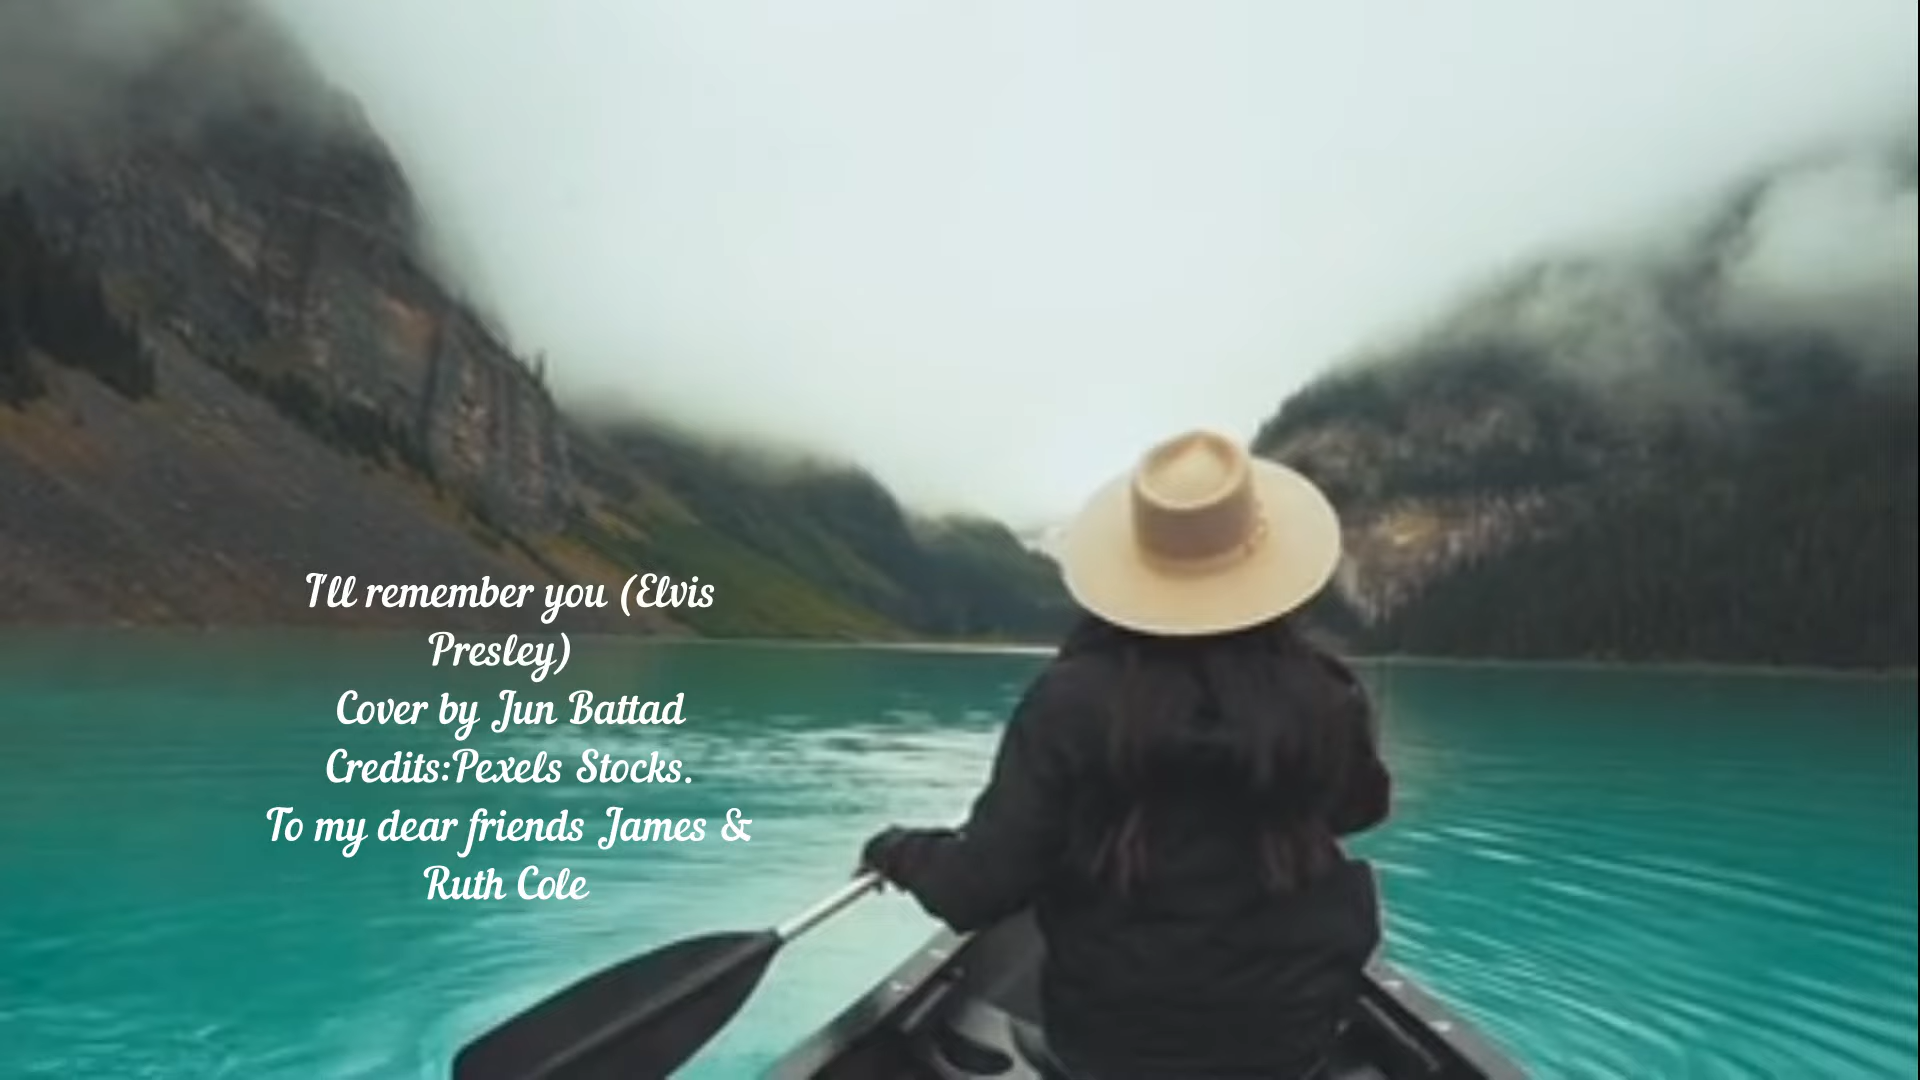 I'll remember you (Elvis
Presley)
Cover by Jun Battad
Credits:Pexels Stocks.
To my dear friends James &
Ruth Cole